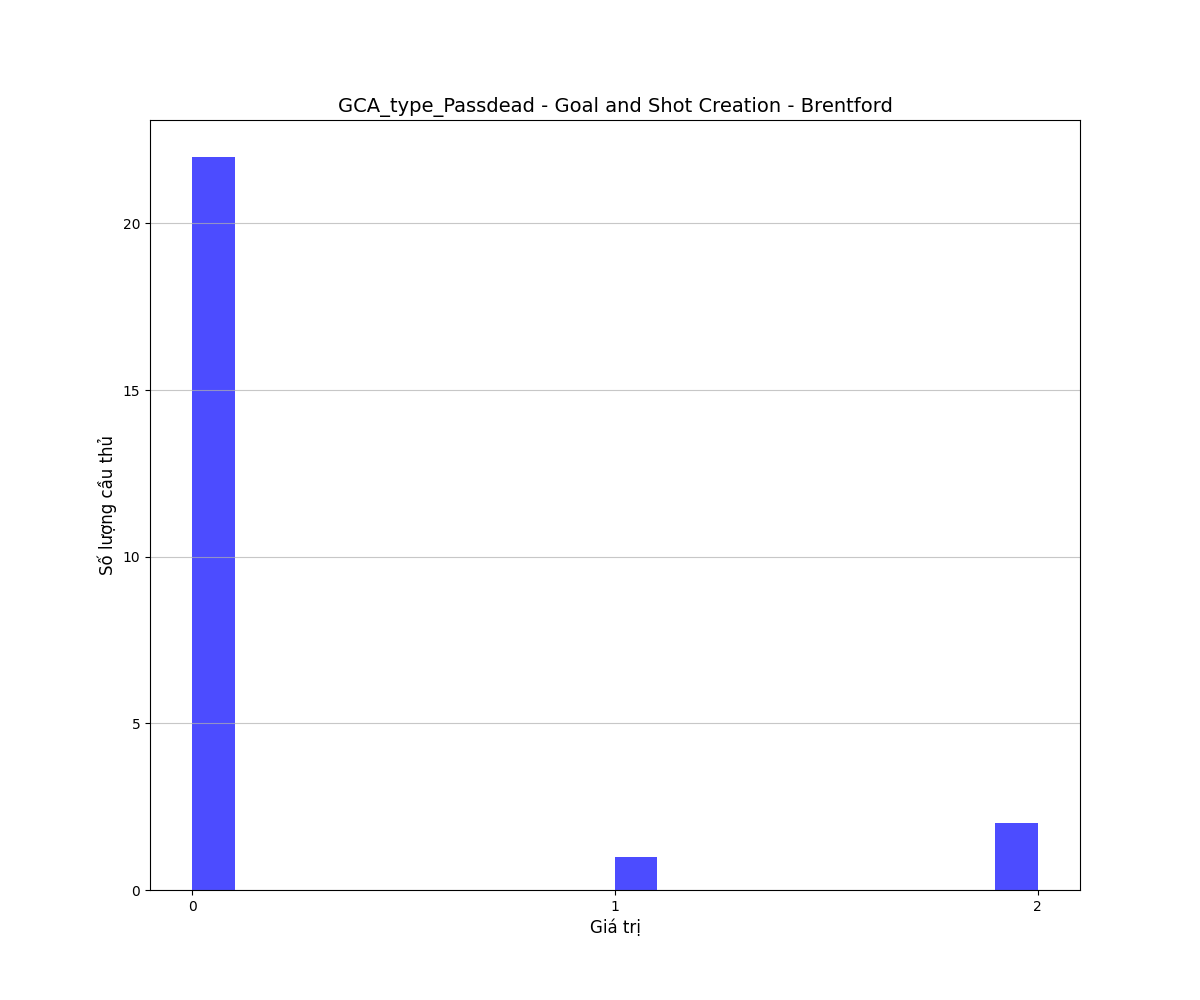 GCA_type_Passdead - Goal and Shot Creation - Brentford
Số lượng cầu thủ
20
15
10
5
0
0 1 2
Giá trị